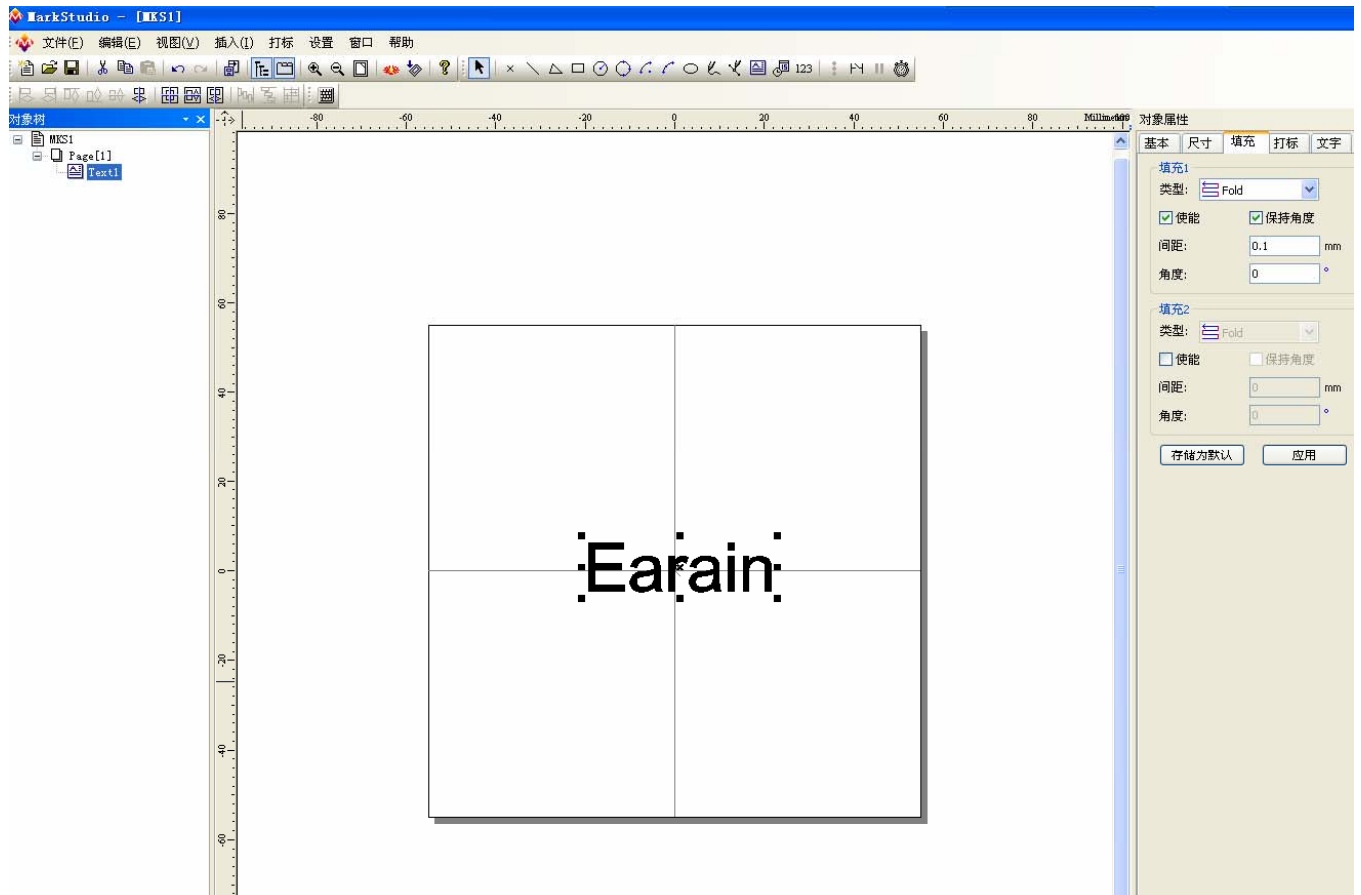 MarkStudio - [MKS1]
文件(F) 编辑(E) 视图(V) 插入(I) 打标 设置 窗口 帮助
123
对象树
MKS1
Page[1]
Text1
-80 -60 -40 -20 0 20 40 60 80
80
60
40
20
0
-20
-40
-60
Earain
对象属性
基本 尺寸 填充 打标 文字
填充1
类型: Fold
使能 保持角度
间距: 0.1 mm
角度: 0 °
填充2
类型: Fold
使能 保持角度
间距: 0 mm
角度: 0 °
存储为默认 应用